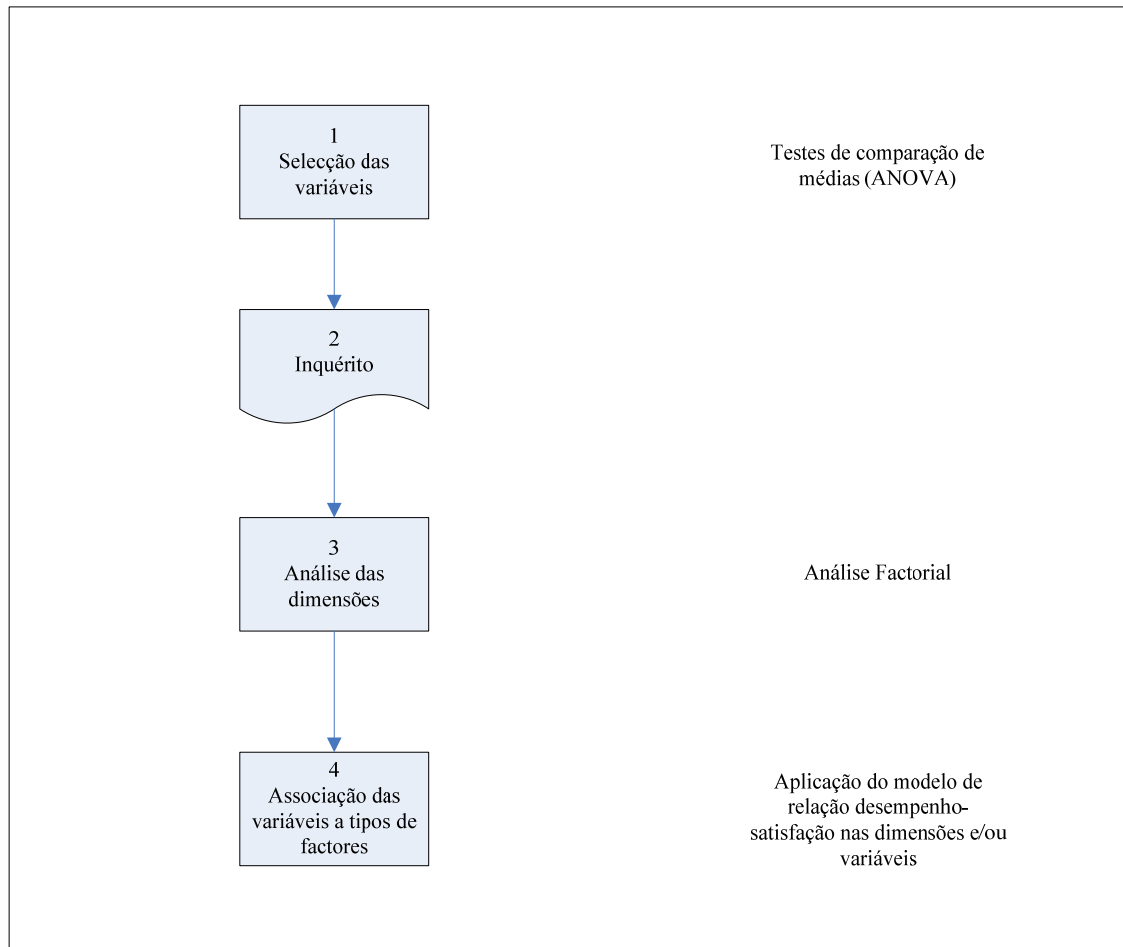 1
Selecção das
variáveis
Testes de comparação de
médias (ANOVA)
2
Inquérito
3
Análise das
dimensões
Análise Factorial
4
Associação das
variáveis a tipos de
factores
Aplicação do modelo de
relação desempenho-
satisfação nas dimensões e/ou
variáveis